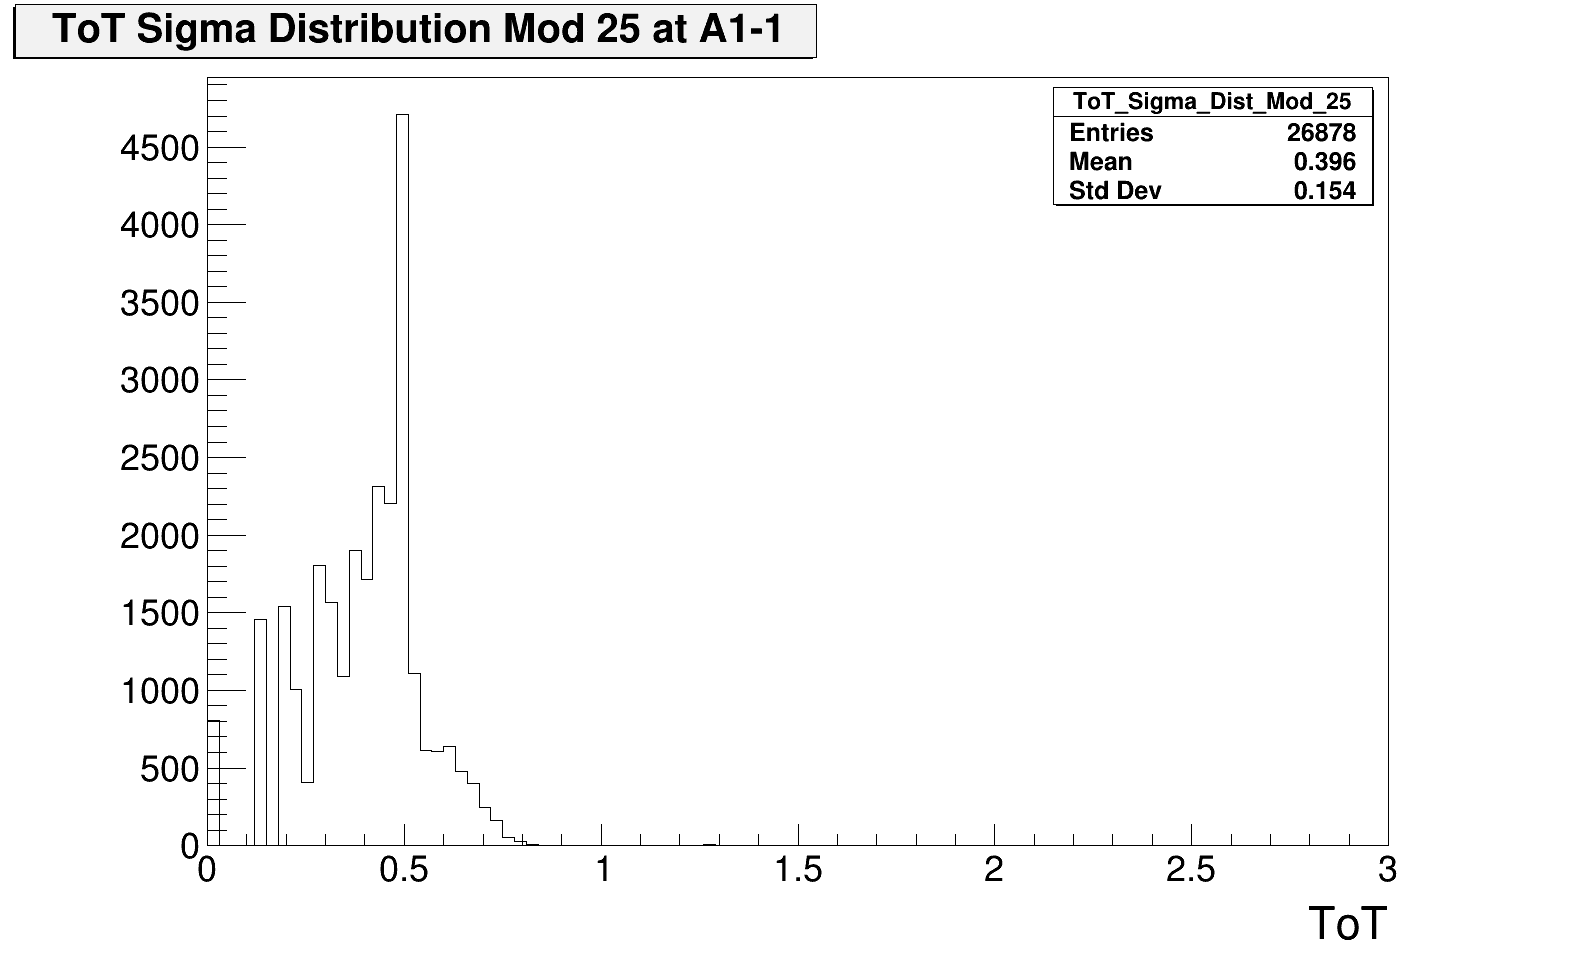 ToT Sigma Distribution Mod 25 at A1-1
ToT_Sigma_Dist_Mod_25
Entries 26878
Mean 0.396
Std Dev 0.154
4500
4000
3500
3000
2500
2000
1500
1000
500
0
0 0.5 1 1.5 2 2.5 3
ToT